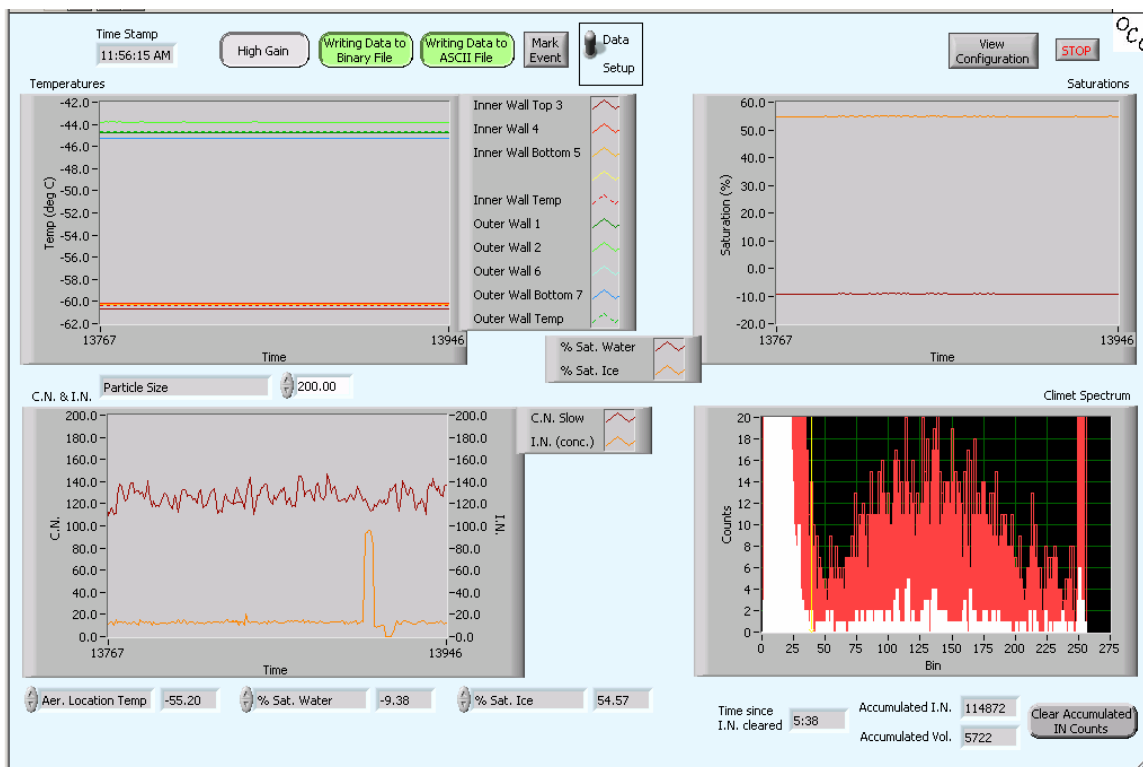 Time Stamp
11:56:15 AM
High Gain
Writing Data to
Binary File
Writing Data to
ASCII File
Mark
Event
Data
Setup
View
Configuration
STOP
Temperatures
Temp (deg C)
-42.0
-44.0
-46.0
-48.0
-50.0
-52.0
-54.0
-56.0
-58.0
-60.0
-62.0
13767
13946
Time
Inner Wall Top 3
Inner Wall 4
Inner Wall Bottom 5
Inner Wall Temp
Outer Wall 1
Outer Wall 2
Outer Wall 6
Outer Wall Bottom 7
Outer Wall Temp
Saturations
Saturation (%)
60.0
50.0
40.0
30.0
20.0
10.0
0.0
-10.0
-20.0
13767
13946
Time
% Sat. Water
% Sat. Ice
C.N. & I.N.
Particle Size
200.00
C.N.
200.0
180.0
160.0
140.0
120.0
100.0
80.0
60.0
40.0
20.0
0.0
200.0
180.0
160.0
140.0
120.0
100.0
80.0
60.0
40.0
20.0
0.0
I.N.
13767
13946
Time
C.N. Slow
I.N. (conc.)
Climet Spectrum
Counts
20
18
16
14
12
10
8
6
4
2
0
0 25 50 75 100 125 150 175 200 225 250 275
Bin
Aer. Location Temp -55.20
% Sat. Water -9.38
% Sat. Ice 54.57
Time since
I.N. cleared
5:38
Accumulated I.N. 114872
Accumulated Vol. 5722
Clear Accumulated
IN Counts